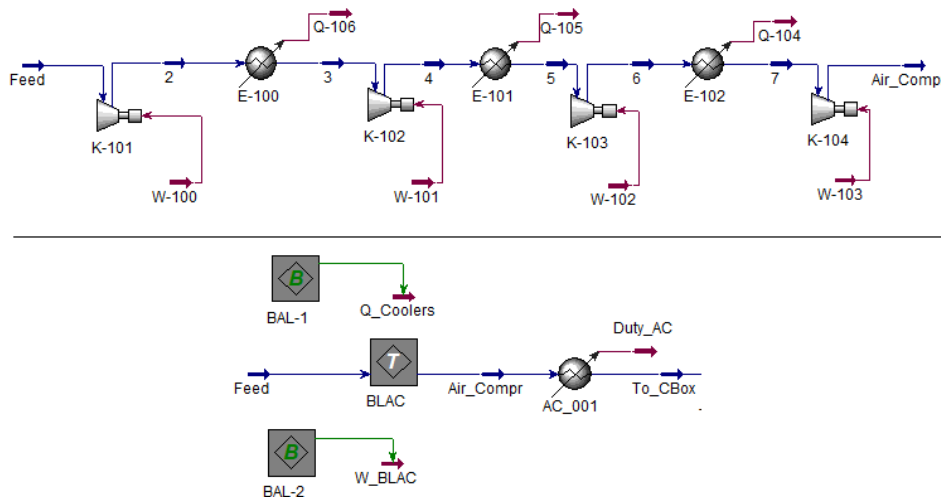 Q-106
Q-105
Q-104
Feed
2
3
4
5
6
7
Air_Comp
E-100
E-101
E-102
K-101
K-102
K-103
K-104
W-100
W-101
W-102
W-103
B
BAL-1
Q_Coolers
Duty_AC
T
Feed
BLAC
Air_Compr
AC_001
To_CBox
B
BAL-2
W_BLAC